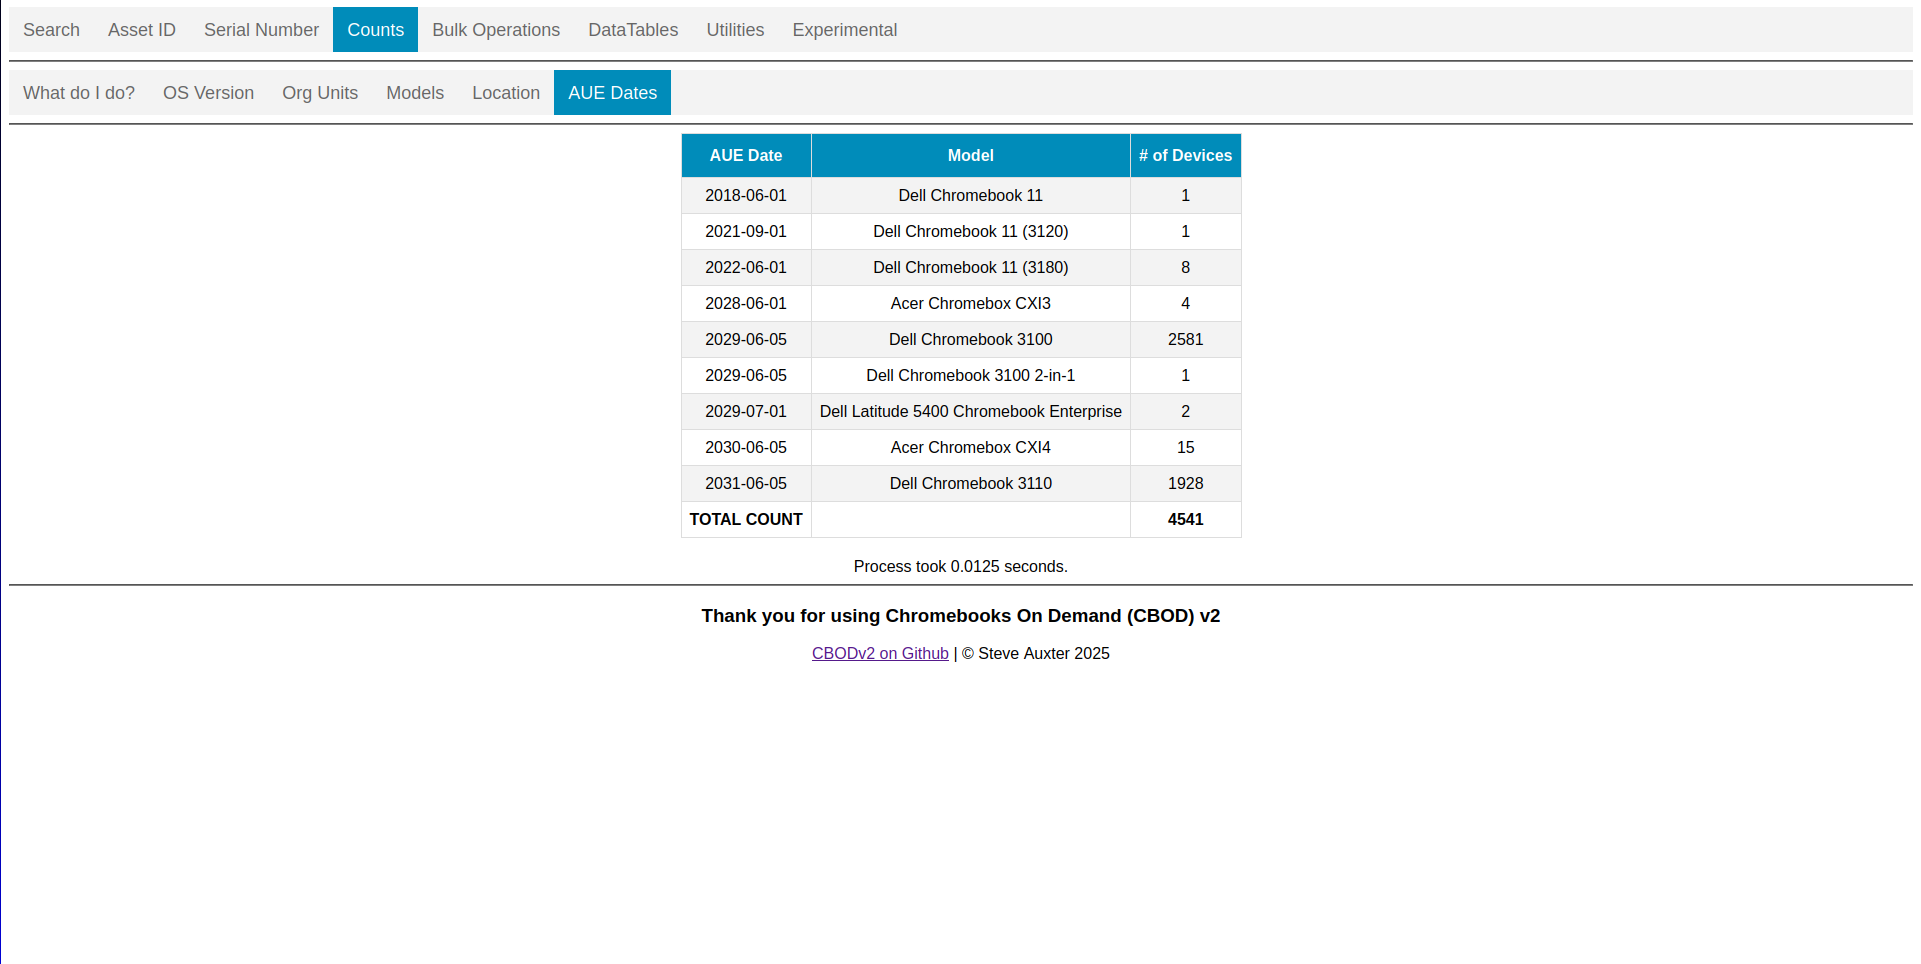 Search Asset ID Serial Number Counts Bulk Operations DataTables Utilities Experimental
What do I do? OS Version Org Units Models Location AUE Dates
AUE Date Model # of Devices
2018-06-01 Dell Chromebook 11 1
2021-09-01 Dell Chromebook 11 (3120) 1
2022-06-01 Dell Chromebook 11 (3180) 8
2028-06-01 Acer Chromebox CXI3 4
2029-06-05 Dell Chromebook 3100 2581
2029-06-05 Dell Chromebook 3100 2-in-1 1
2029-07-01 Dell Latitude 5400 Chromebook Enterprise 2
2030-06-05 Acer Chromebox CXI4 15
2031-06-05 Dell Chromebook 3110 1928
TOTAL COUNT 4541
Process took 0.0125 seconds.
Thank you for using Chromebooks On Demand (CBOD) v2
CBODv2 on Github | © Steve Auxter 2025